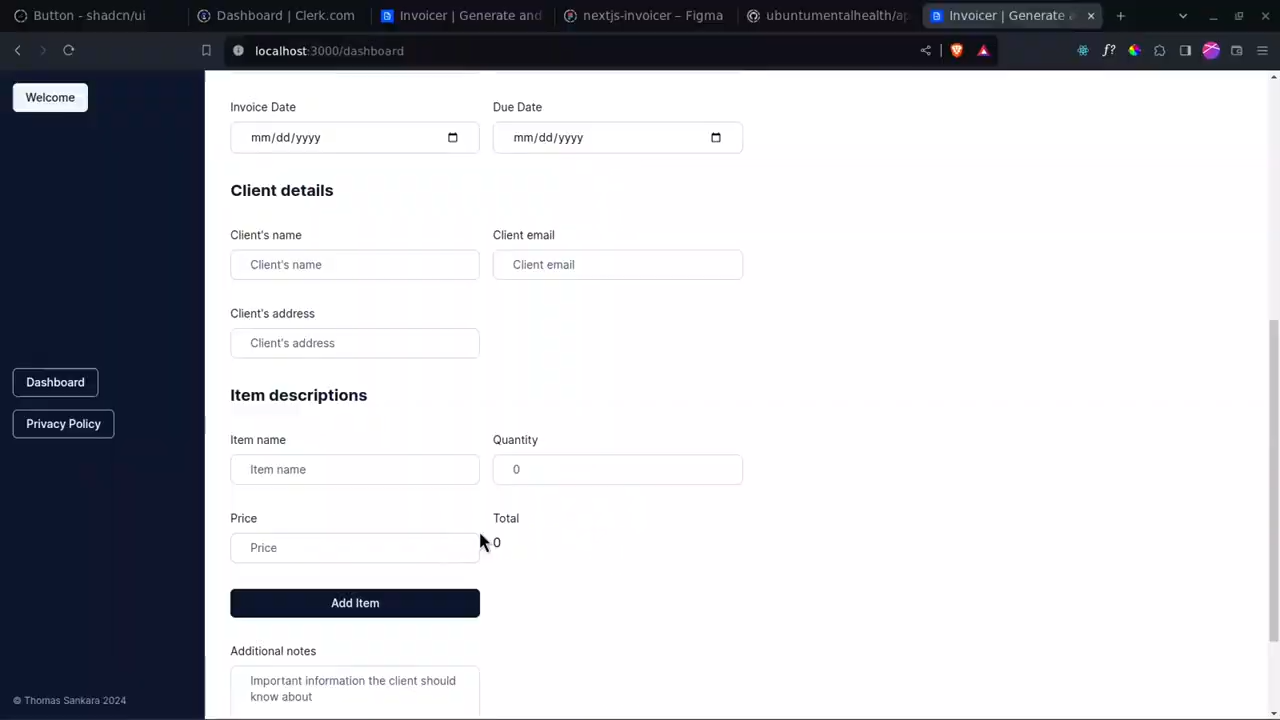 Button - shadcn/ui
Dashboard | Clerk.com
Invoicer | Generate and
nextjs-invoicer – Figma
ubuntumentalhealth/ap
Invoicer | Generate a
localhost:3000/dashboard
Welcome
Invoice Date
Due Date
mm/dd/yyyy
mm/dd/yyyy
Client details
Client's name
Client email
Client's name
Client email
Client's address
Client's address
Dashboard
Item descriptions
Privacy Policy
Item name
Quantity
Item name
0
Price
Total
Price
0
Add Item
Additional notes
Important information the client should
know about
© Thomas Sankara 2024